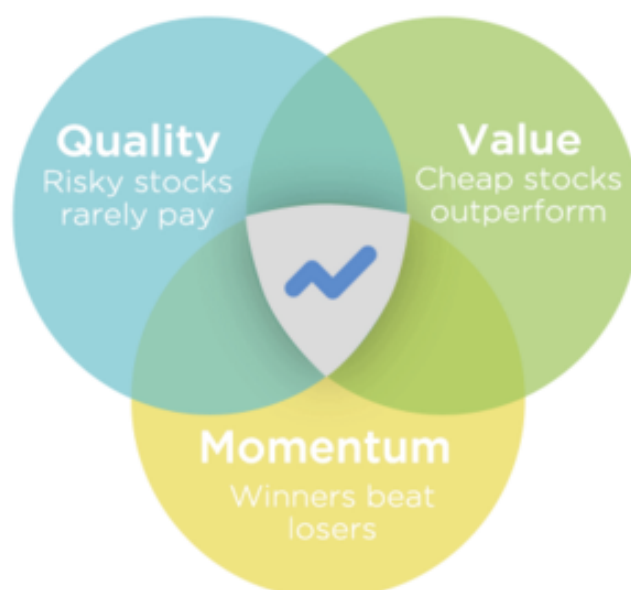 Quality
Risky stocks
rarely pay
Value
Cheap stocks
outperform
Momentum
Winners beat
losers